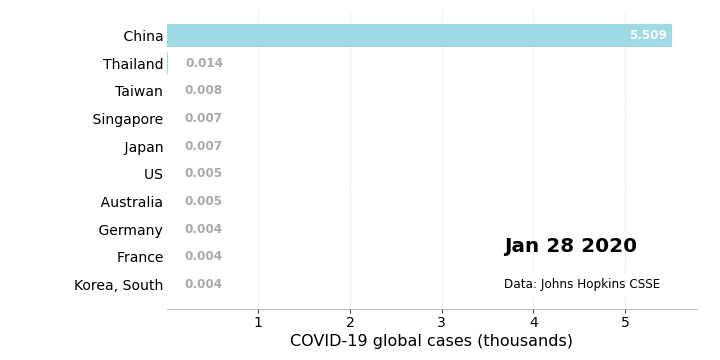 China 5.509
Thailand 0.014
Taiwan 0.008
Singapore 0.007
Japan 0.007
US 0.005
Australia 0.005
Germany 0.004
France 0.004
Korea, South 0.004
Jan 28 2020
Data: Johns Hopkins CSSE
1 2 3 4 5
COVID-19 global cases (thousands)